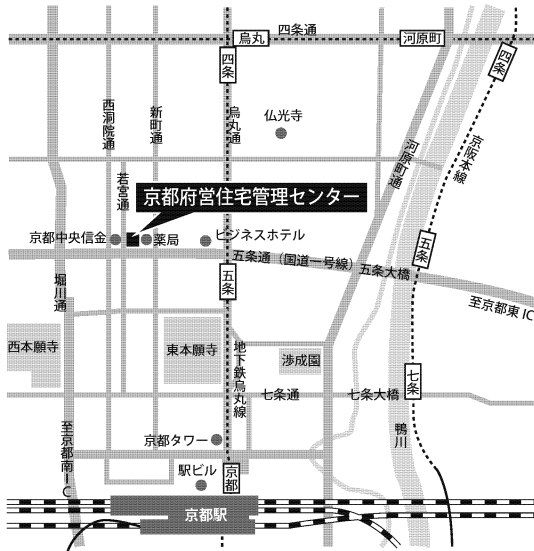 四条通
烏丸
河原町
四条
四条
西洞院通
新町通
烏丸通
仏光寺
河原町通
京阪本線
若宮通
京都府営住宅管理センター
京都中央信金
薬局
ビジネスホテル
五条通（国道一号線）
五条大橋
五条
五条
堀川通
至京都東IC
西本願寺
東本願寺
地下鉄烏丸線
渉成園
七条通
七条大橋
七条
鴨川
至京都南IC
京都タワー
駅ビル
京都
京都駅